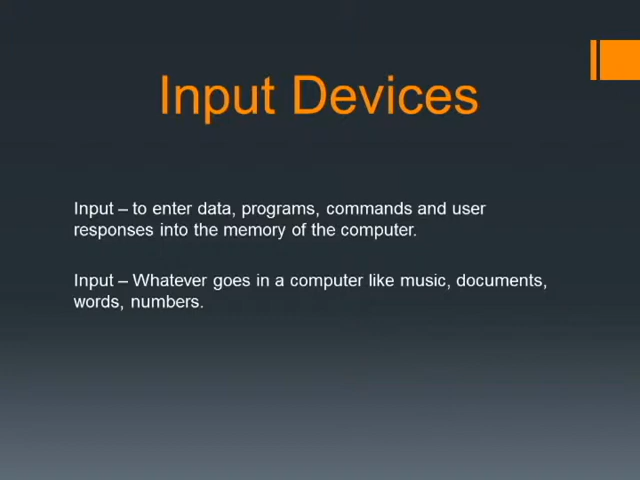 Input Devices
Input – to enter data, programs, commands and user
responses into the memory of the computer.
Input – Whatever goes in a computer like music, documents,
words, numbers.